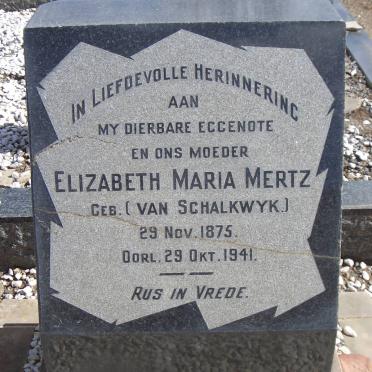 IN LIEFDEVOLLE HERINNERING
AAN
MY DIERBARE EGGENOTE
EN ONS MOEDER
ELIZABETH MARIA MERTZ
GEB. (VAN SCHALKWYK.)
29 NOV. 1875.
OORL. 29 OKT. 1941.
RUS IN VREDE.